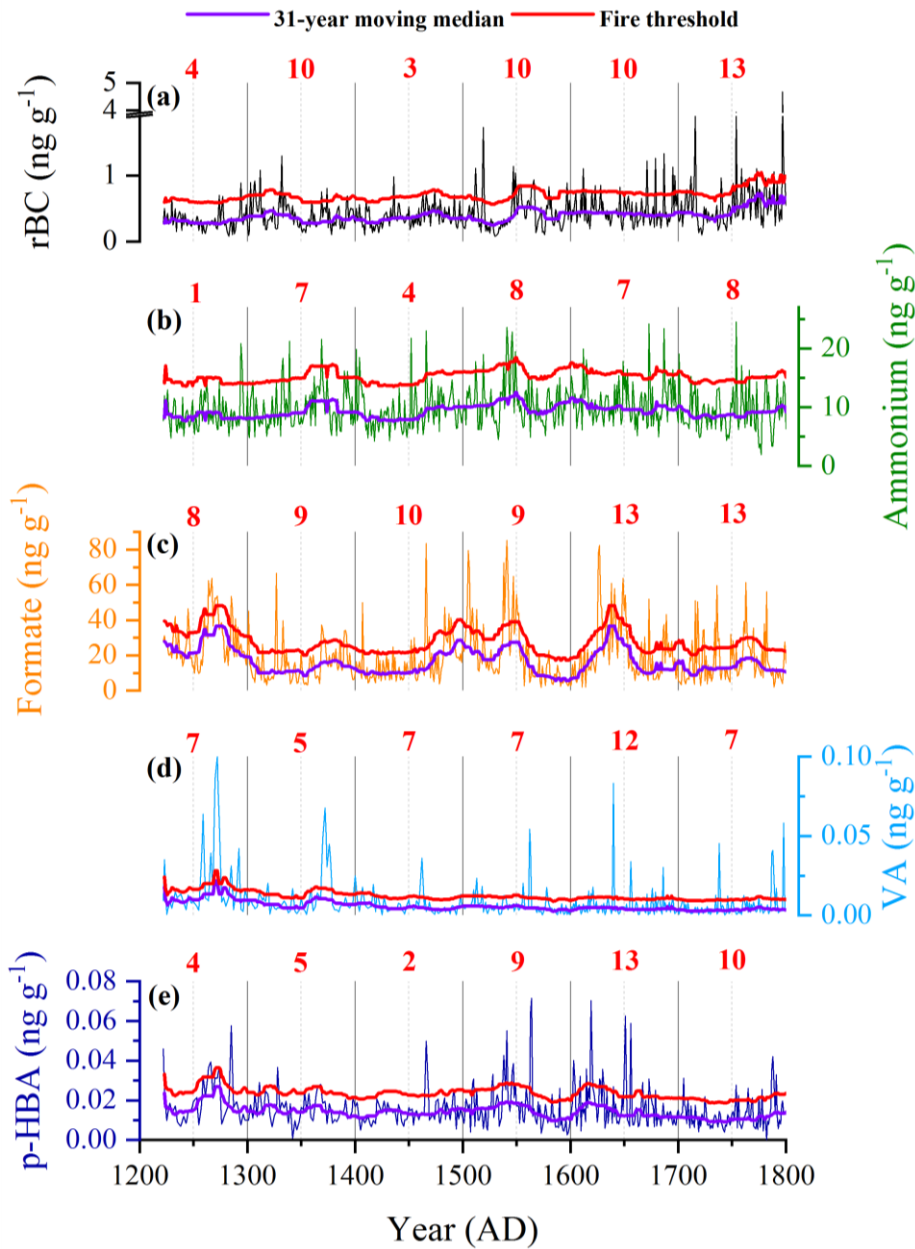 31-year moving median Fire threshold
4 10 3 10 10 13
(a)
rBC (ng g⁻¹)
5
4
1
0
1 7 4 8 7 8
(b)
Ammonium (ng g⁻¹)
20
10
0
8 9 10 9 13 13
(c)
Formate (ng g⁻¹)
80
60
40
20
0
7 5 7 7 12 7
(d)
VA (ng g⁻¹)
0.10
0.05
0.00
4 5 2 9 13 10
(e)
p-HBA (ng g⁻¹)
0.08
0.06
0.04
0.02
0.00
1200 1300 1400 1500 1600 1700 1800
Year (AD)